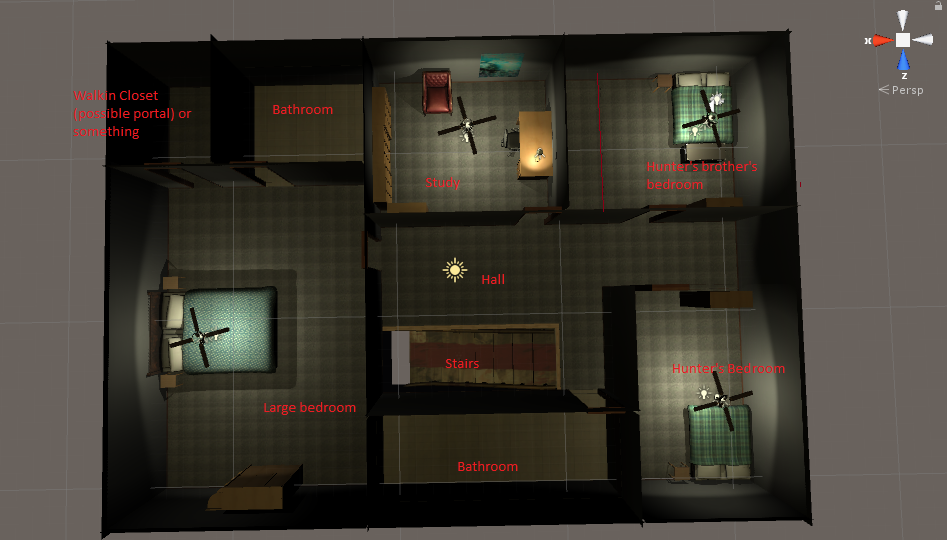 x
z
< Persp
Walkin Closet
(possible portal) or
something
Bathroom
Study
Hunter's brother's
bedroom
Hall
Stairs
Hunter's Bedroom
Large bedroom
Bathroom